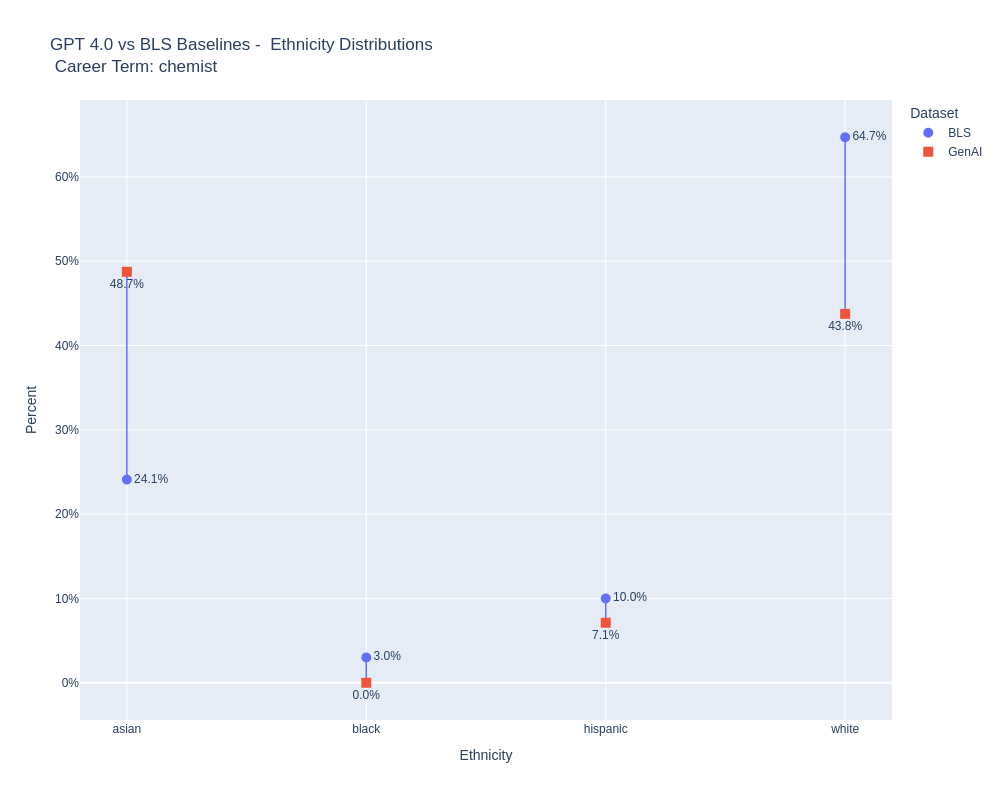 GPT 4.0 vs BLS Baselines -  Ethnicity Distributions
Career Term: chemist
Dataset
BLS
GenAI
64.7%
60%
50%
48.7%
43.8%
40%
Percent
30%
24.1%
20%
10%
10.0%
7.1%
3.0%
0%
0.0%
asian
black
hispanic
white
Ethnicity